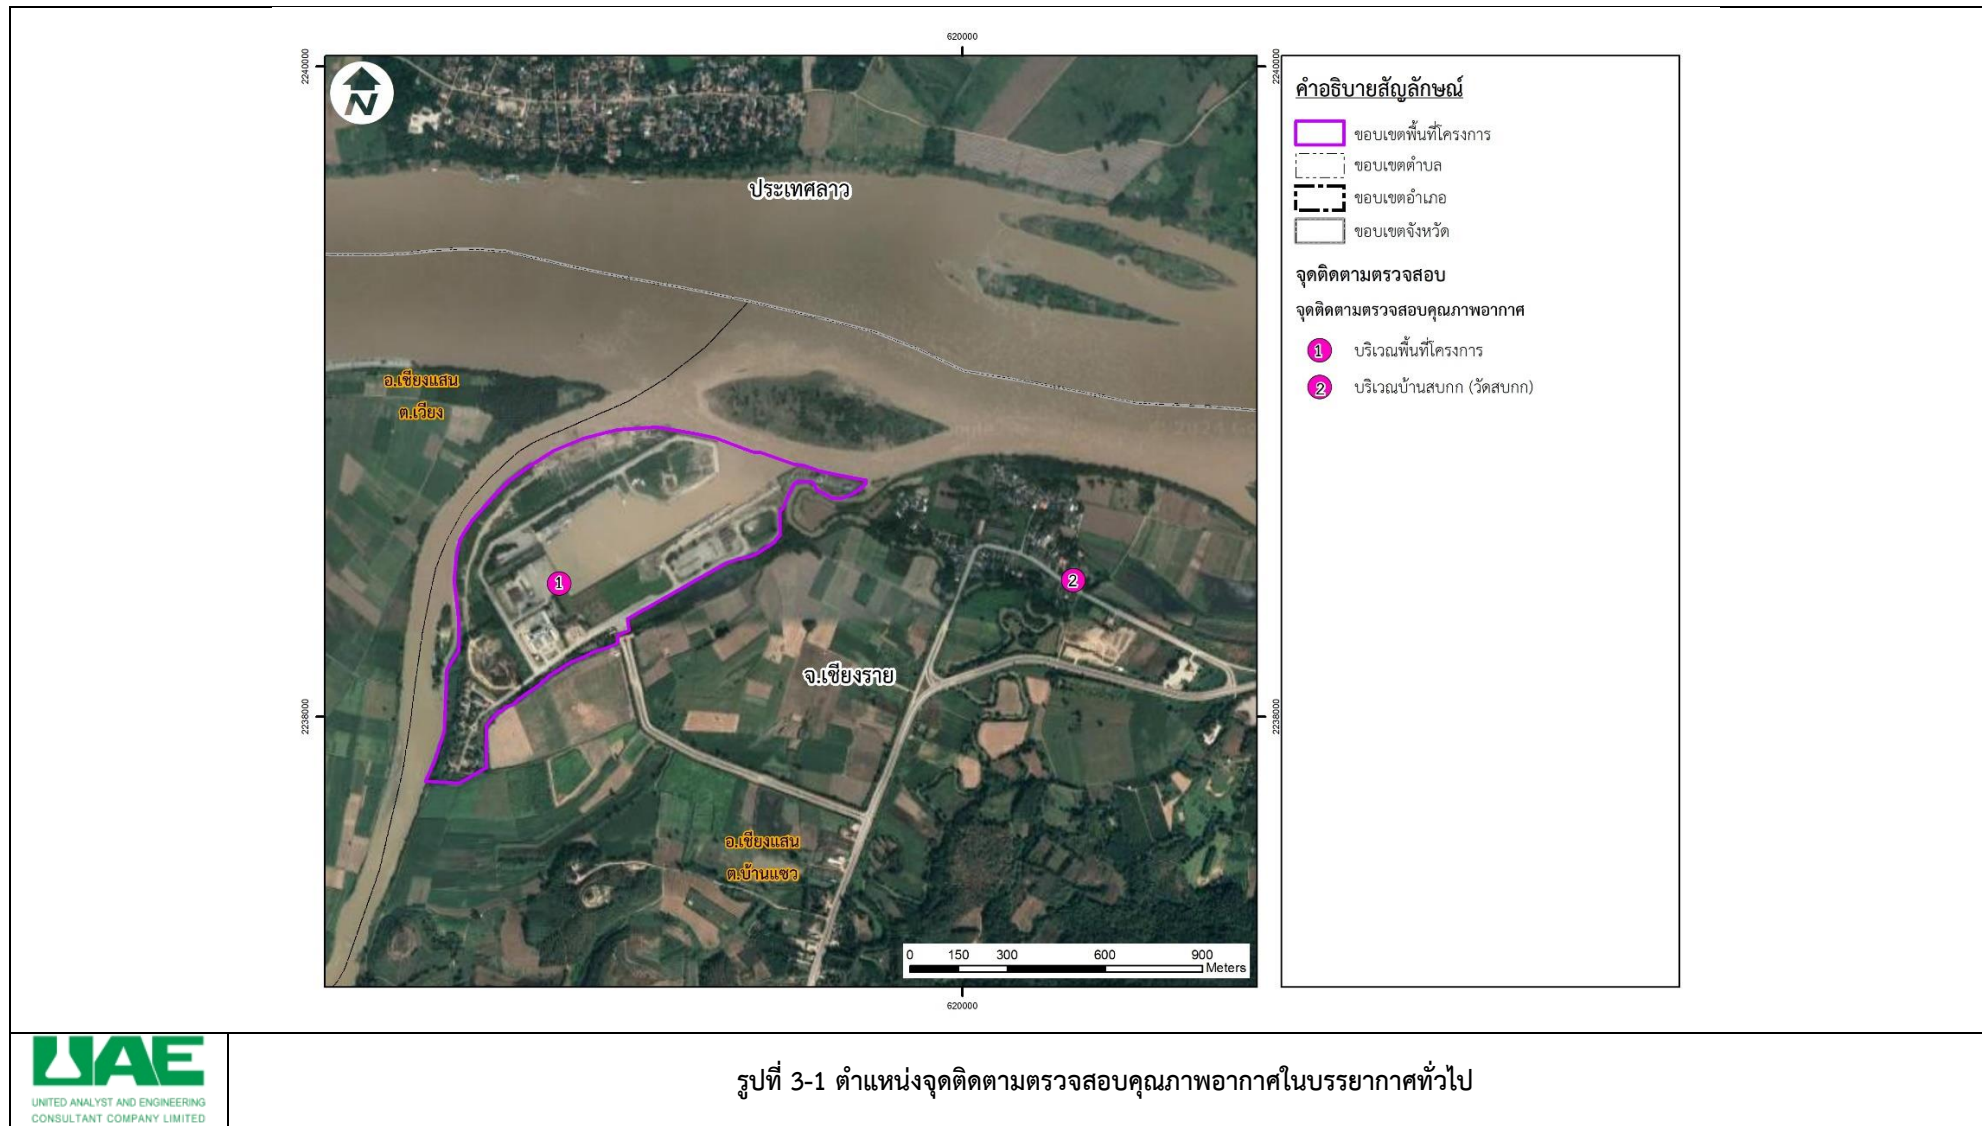 620000
2240000
2240000
N
ประเทศลาว
อ.เชียงแสน
ต.เวียง
1
2
จ.เชียงราย
2238000
2238000
อ.เชียงแสน
ต.บ้านแซว
0 150 300 600 900
Meters
620000
คำอธิบายสัญลักษณ์
ขอบเขตพื้นที่โครงการ
ขอบเขตตำบล
ขอบเขตอำเภอ
ขอบเขตจังหวัด
จุดติดตามตรวจสอบ
จุดติดตามตรวจสอบคุณภาพอากาศ
1 บริเวณพื้นที่โครงการ
2 บริเวณบ้านสบกก (วัดสบกก)
UAE
UNITED ANALYST AND ENGINEERING
CONSULTANT COMPANY LIMITED
รูปที่ 3-1 ตำแหน่งจุดติดตามตรวจสอบคุณภาพอากาศในบรรยากาศทั่วไป